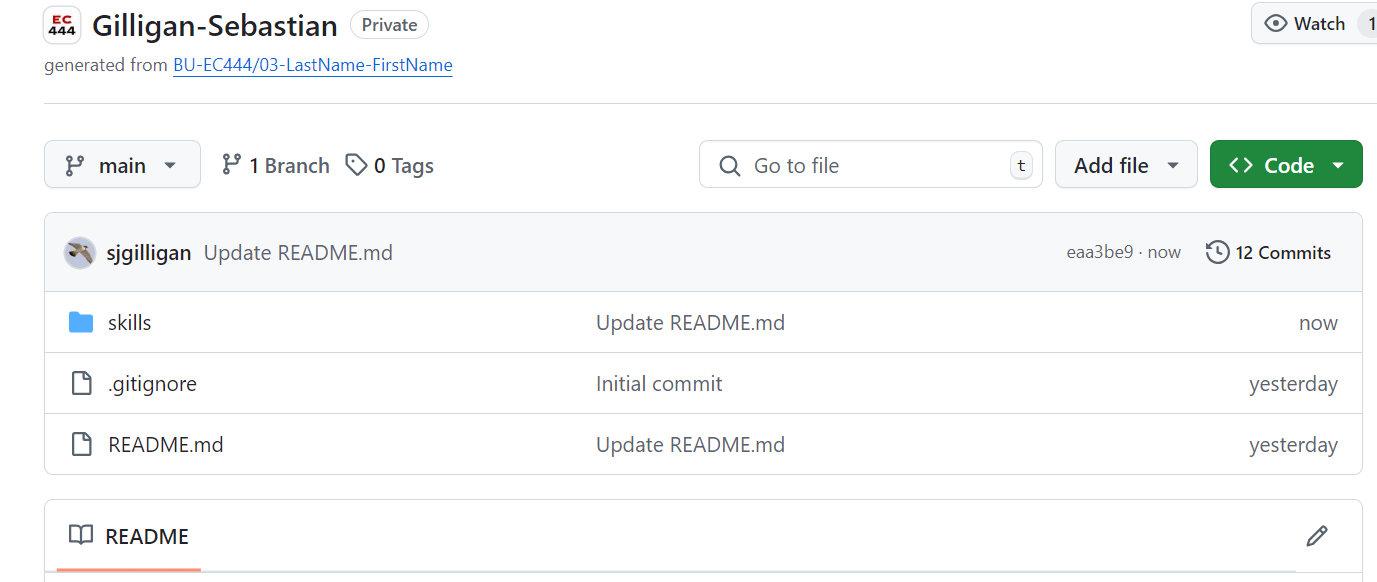 EC
444
Gilligan-Sebastian Private Watch 1
generated from BU-EC444/03-LastName-FirstName
main 1 Branch 0 Tags Go to file t Add file <> Code
sjgilligan Update README.md eaa3be9 · now 12 Commits
skills Update README.md now
.gitignore Initial commit yesterday
README.md Update README.md yesterday
README